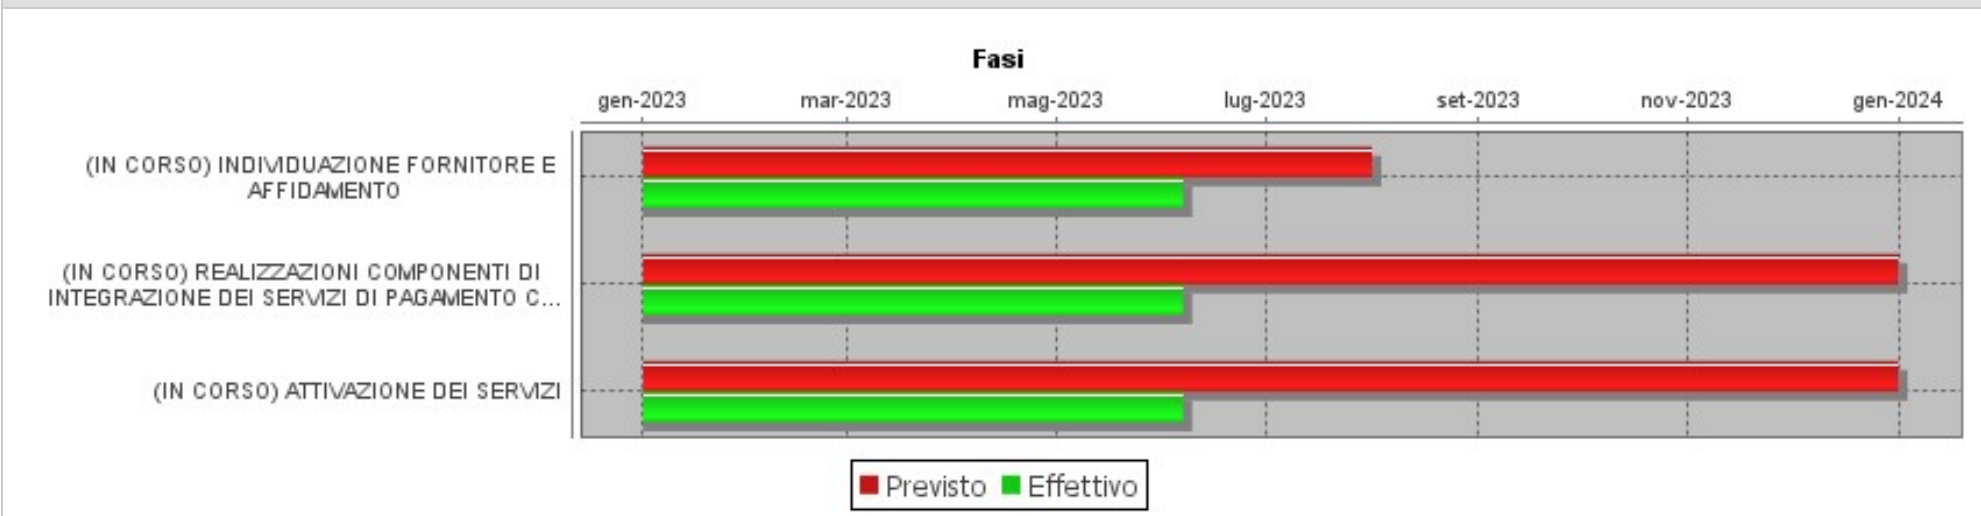 Fasi
gen-2023 mar-2023 mag-2023 lug-2023 set-2023 nov-2023 gen-2024
(IN CORSO) INDIVIDUAZIONE FORNITORE E
AFFIDAMENTO
(IN CORSO) REALIZZAZIONI COMPONENTI DI
INTEGRAZIONE DEI SERVIZI DI PAGAMENTO C...
(IN CORSO) ATTIVAZIONE DEI SERVIZI
Previsto Effettivo